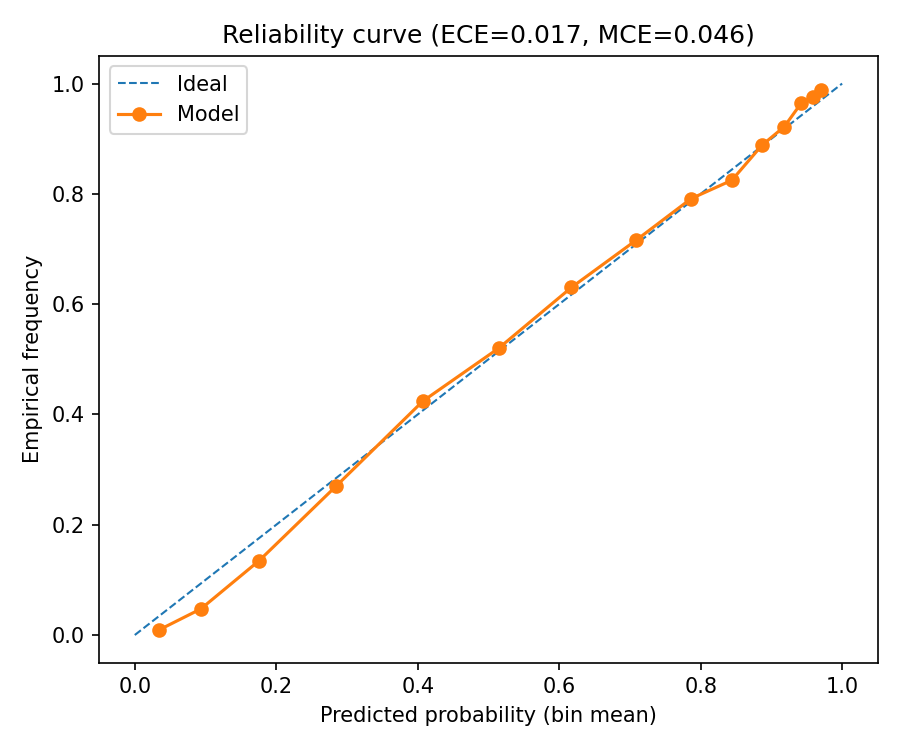 Reliability curve (ECE=0.017, MCE=0.046)
Ideal
Model
1.0
0.8
0.6
0.4
0.2
0.0
Empirical frequency
0.0 0.2 0.4 0.6 0.8 1.0
Predicted probability (bin mean)